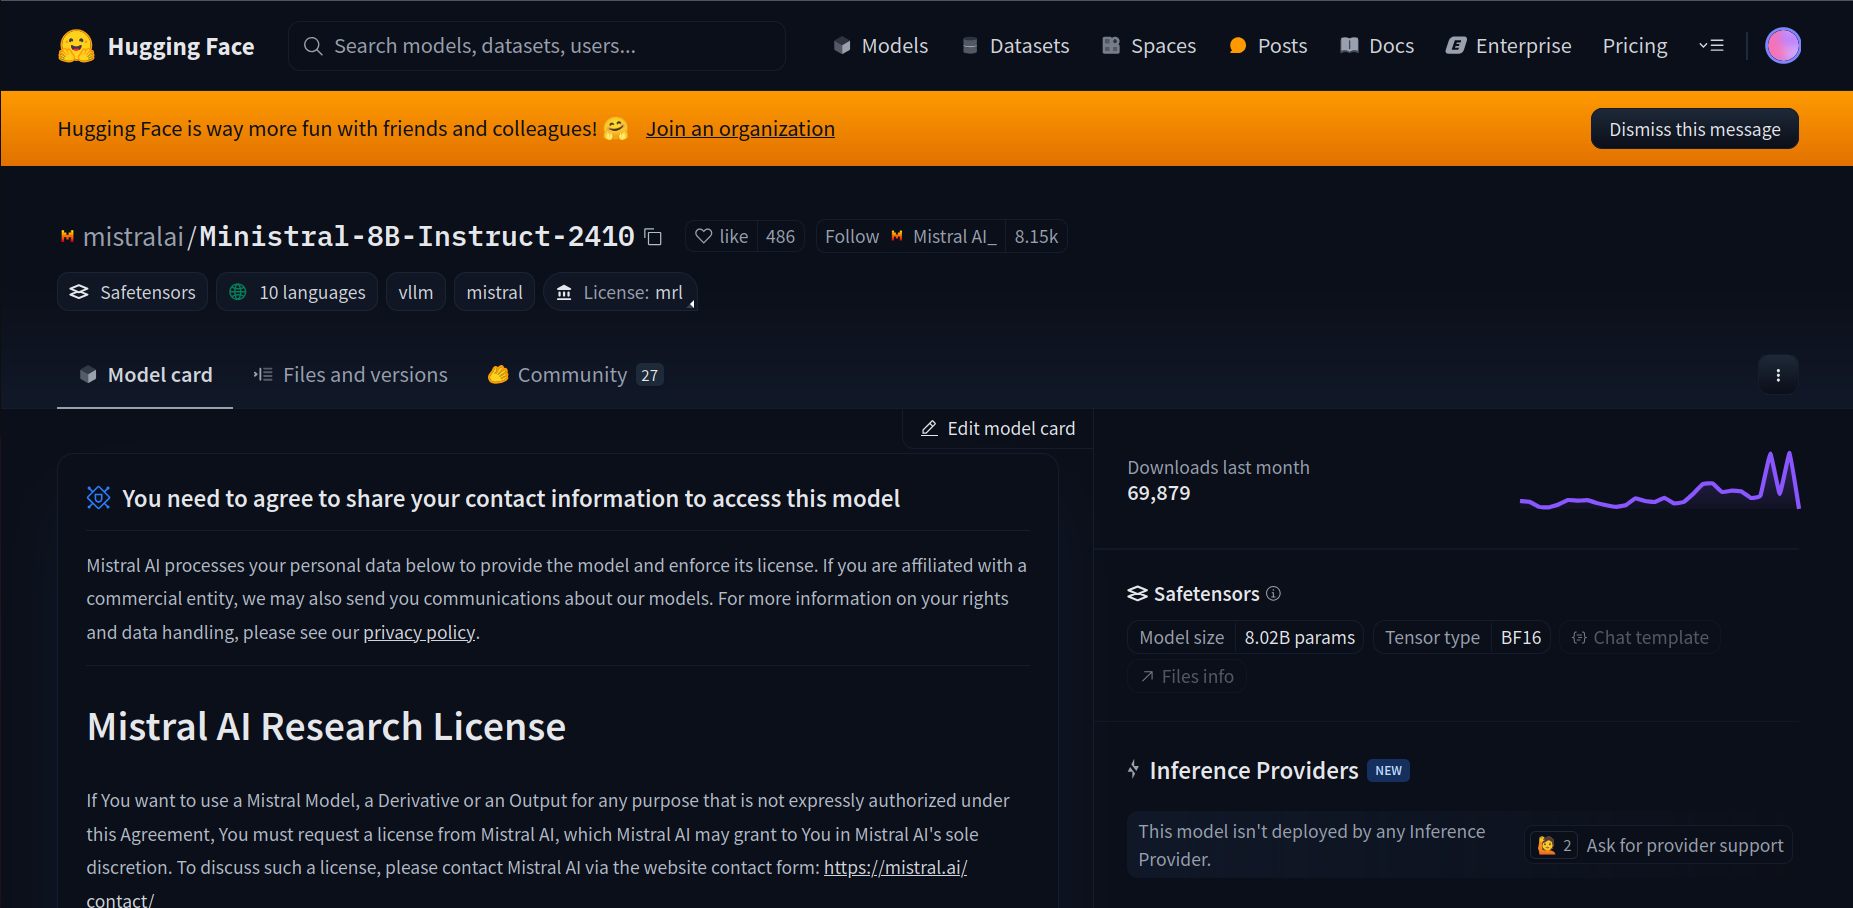 Hugging Face
Search models, datasets, users...
Models
Datasets
Spaces
Posts
Docs
Enterprise
Pricing
Hugging Face is way more fun with friends and colleagues! 🤗 Join an organization
Dismiss this message
mistralai/Ministral-8B-Instruct-2410
like 486
Follow Mistral AI_ 8.15k
Safetensors
10 languages
vllm
mistral
License: mrl
Model card
Files and versions
Community 27
Edit model card
You need to agree to share your contact information to access this model
Mistral AI processes your personal data below to provide the model and enforce its license. If you are affiliated with a
commercial entity, we may also send you communications about our models. For more information on your rights
and data handling, please see our privacy policy.
Mistral AI Research License
If You want to use a Mistral Model, a Derivative or an Output for any purpose that is not expressly authorized under
this Agreement, You must request a license from Mistral AI, which Mistral AI may grant to You in Mistral AI's sole
discretion. To discuss such a license, please contact Mistral AI via the website contact form: https://mistral.ai/
contact/
Downloads last month
69,879
Safetensors
Model size 8.02B params
Tensor type BF16
Chat template
Files info
Inference Providers NEW
This model isn't deployed by any Inference
Provider.
🙋 2 Ask for provider support